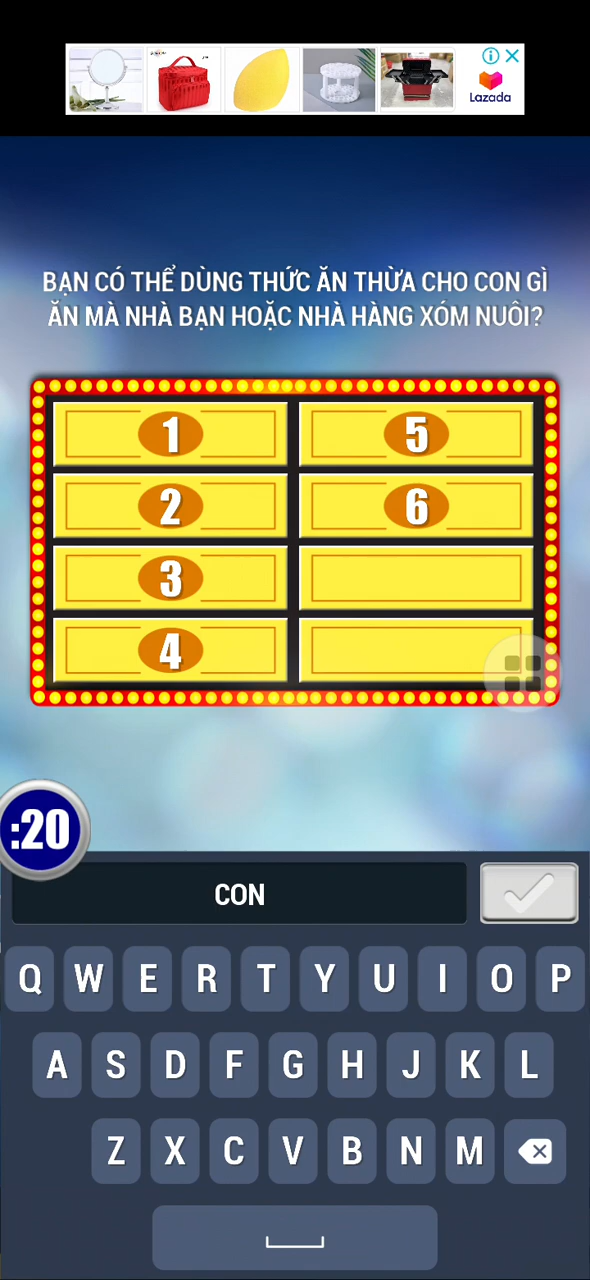 Lazada
BẠN CÓ THỂ DÙNG THỨC ĂN THỪA CHO CON GÌ
ĂN MÀ NHÀ BẠN HOẶC NHÀ HÀNG XÓM NUÔI?
1
5
2
6
3
4
:20
CON
Q W E R T Y U I O P
A S D F G H J K L
Z X C V B N M